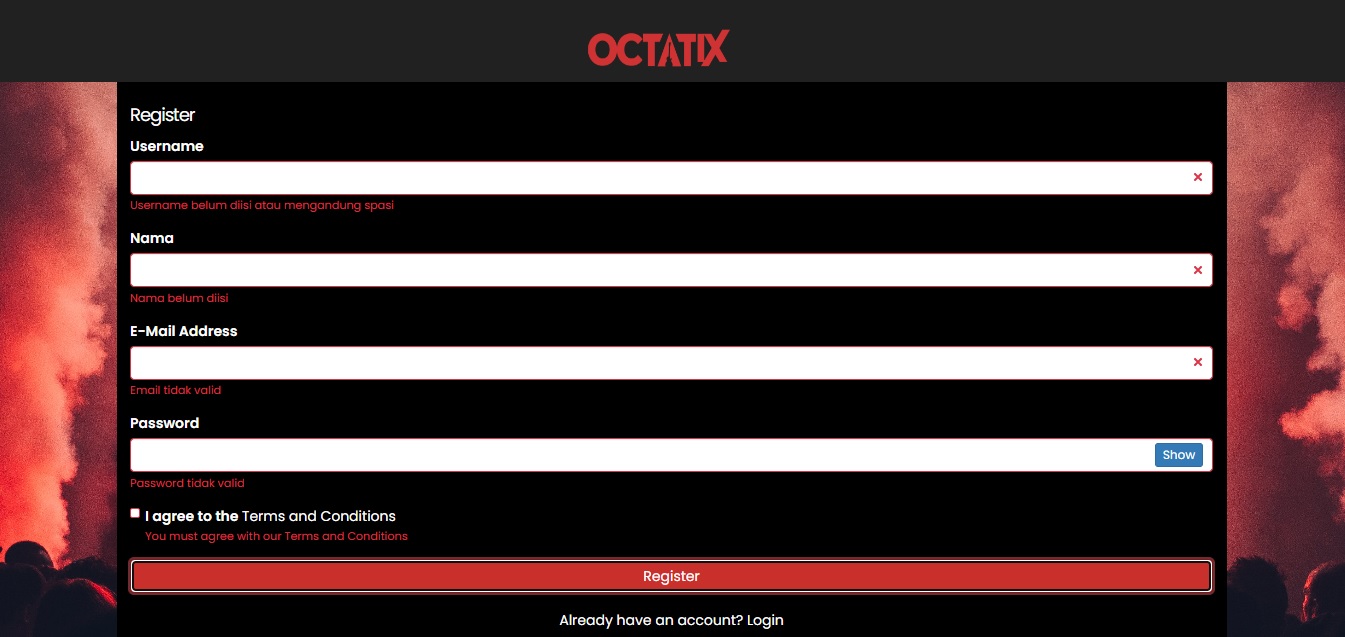 OCTATIX
Register
Username
Username belum diisi atau mengandung spasi
Nama
Nama belum diisi
E-Mail Address
Email tidak valid
Password
Show
Password tidak valid
I agree to the Terms and Conditions
You must agree with our Terms and Conditions
Register
Already have an account? Login